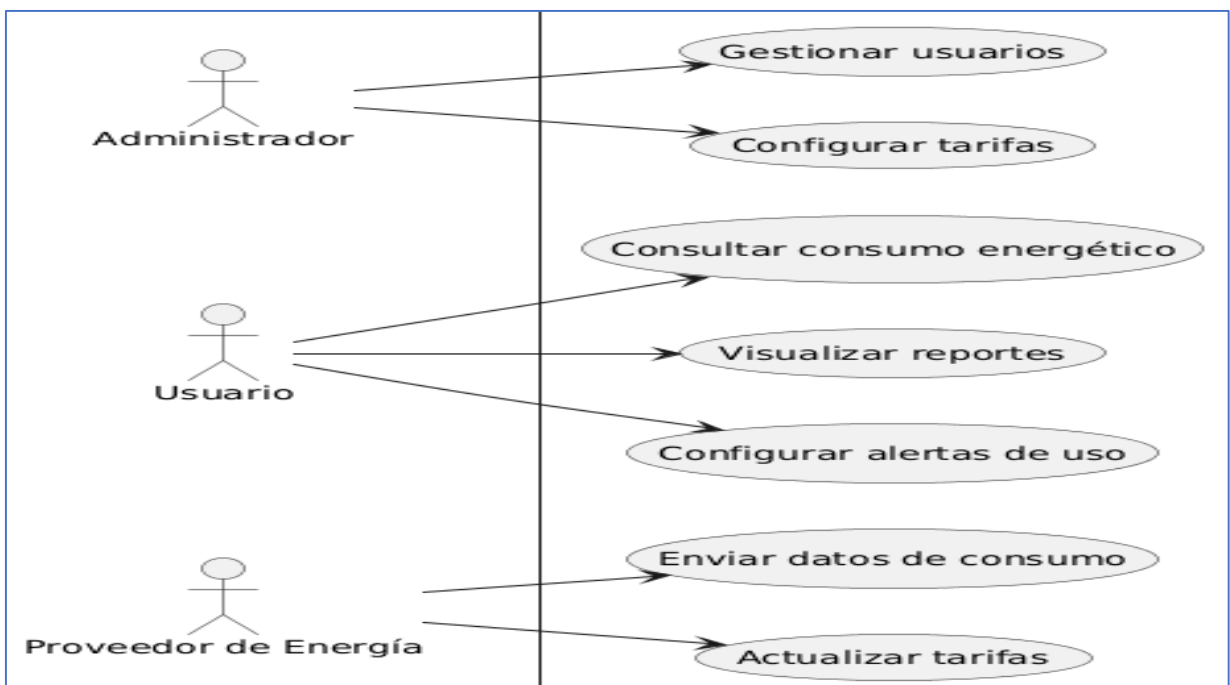 Administrador
Gestionar usuarios
Configurar tarifas
Usuario
Consultar consumo energético
Visualizar reportes
Configurar alertas de uso
Proveedor de Energía
Enviar datos de consumo
Actualizar tarifas